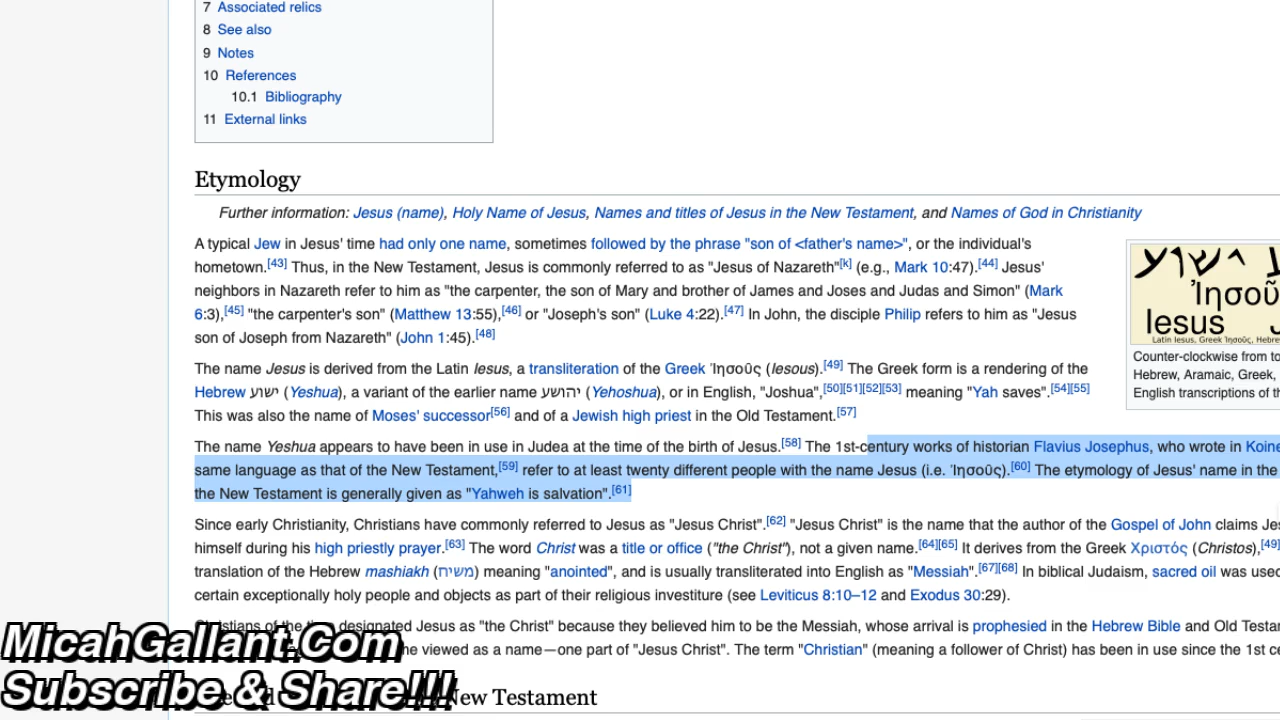 7 Associated relics
8 See also
9 Notes
10 References
10.1 Bibliography
11 External links
Etymology
Further information: Jesus (name), Holy Name of Jesus, Names and titles of Jesus in the New Testament, and Names of God in Christianity
A typical Jew in Jesus' time had only one name, sometimes followed by the phrase "son of <father's name>", or the individual's
hometown.[43] Thus, in the New Testament, Jesus is commonly referred to as "Jesus of Nazareth"[k] (e.g., Mark 10:47).[44] Jesus'
neighbors in Nazareth refer to him as "the carpenter, the son of Mary and brother of James and Joses and Judas and Simon" (Mark
6:3),[45] "the carpenter's son" (Matthew 13:55),[46] or "Joseph's son" (Luke 4:22).[47] In John, the disciple Philip refers to him as "Jesus
son of Joseph from Nazareth" (John 1:45).[48]
ישוע
Ἰησοῦ
Iesus J
Latin Iesus, Greek Ἰησοῦς, Hebre
Counter-clockwise from to
Hebrew, Aramaic, Greek,
English transcriptions of t
The name Jesus is derived from the Latin Iesus, a transliteration of the Greek Ἰησοῦς (Iesous).[49] The Greek form is a rendering of the
Hebrew ישוע (Yeshua), a variant of the earlier name יהושע (Yehoshua), or in English, "Joshua",[50][51][52][53] meaning "Yah saves".[54][55]
This was also the name of Moses' successor[56] and of a Jewish high priest in the Old Testament.[57]
The name Yeshua appears to have been in use in Judea at the time of the birth of Jesus.[58] The 1st-century works of historian Flavius Josephus, who wrote in Koine
same language as that of the New Testament,[59] refer to at least twenty different people with the name Jesus (i.e. Ἰησοῦς).[60] The etymology of Jesus' name in the
the New Testament is generally given as "Yahweh is salvation".[61]
Since early Christianity, Christians have commonly referred to Jesus as "Jesus Christ".[62] "Jesus Christ" is the name that the author of the Gospel of John claims Jes
himself during his high priestly prayer.[63] The word Christ was a title or office ("the Christ"), not a given name.[64][65] It derives from the Greek Χριστός (Christos),[49]
translation of the Hebrew mashiakh (משיח) meaning "anointed", and is usually transliterated into English as "Messiah".[67][68] In biblical Judaism, sacred oil was used
certain exceptionally holy people and objects as part of their religious investiture (see Leviticus 8:10–12 and Exodus 30:29).
Christians of the designated Jesus as "the Christ" because they believed him to be the Messiah, whose arrival is prophesied in the Hebrew Bible and Old Testa
viewed as a name—one part of "Jesus Christ". The term "Christian" (meaning a follower of Christ) has been in use since the 1st ce
New Testament
MicahGallant.Com
Subscribe & Share!!!